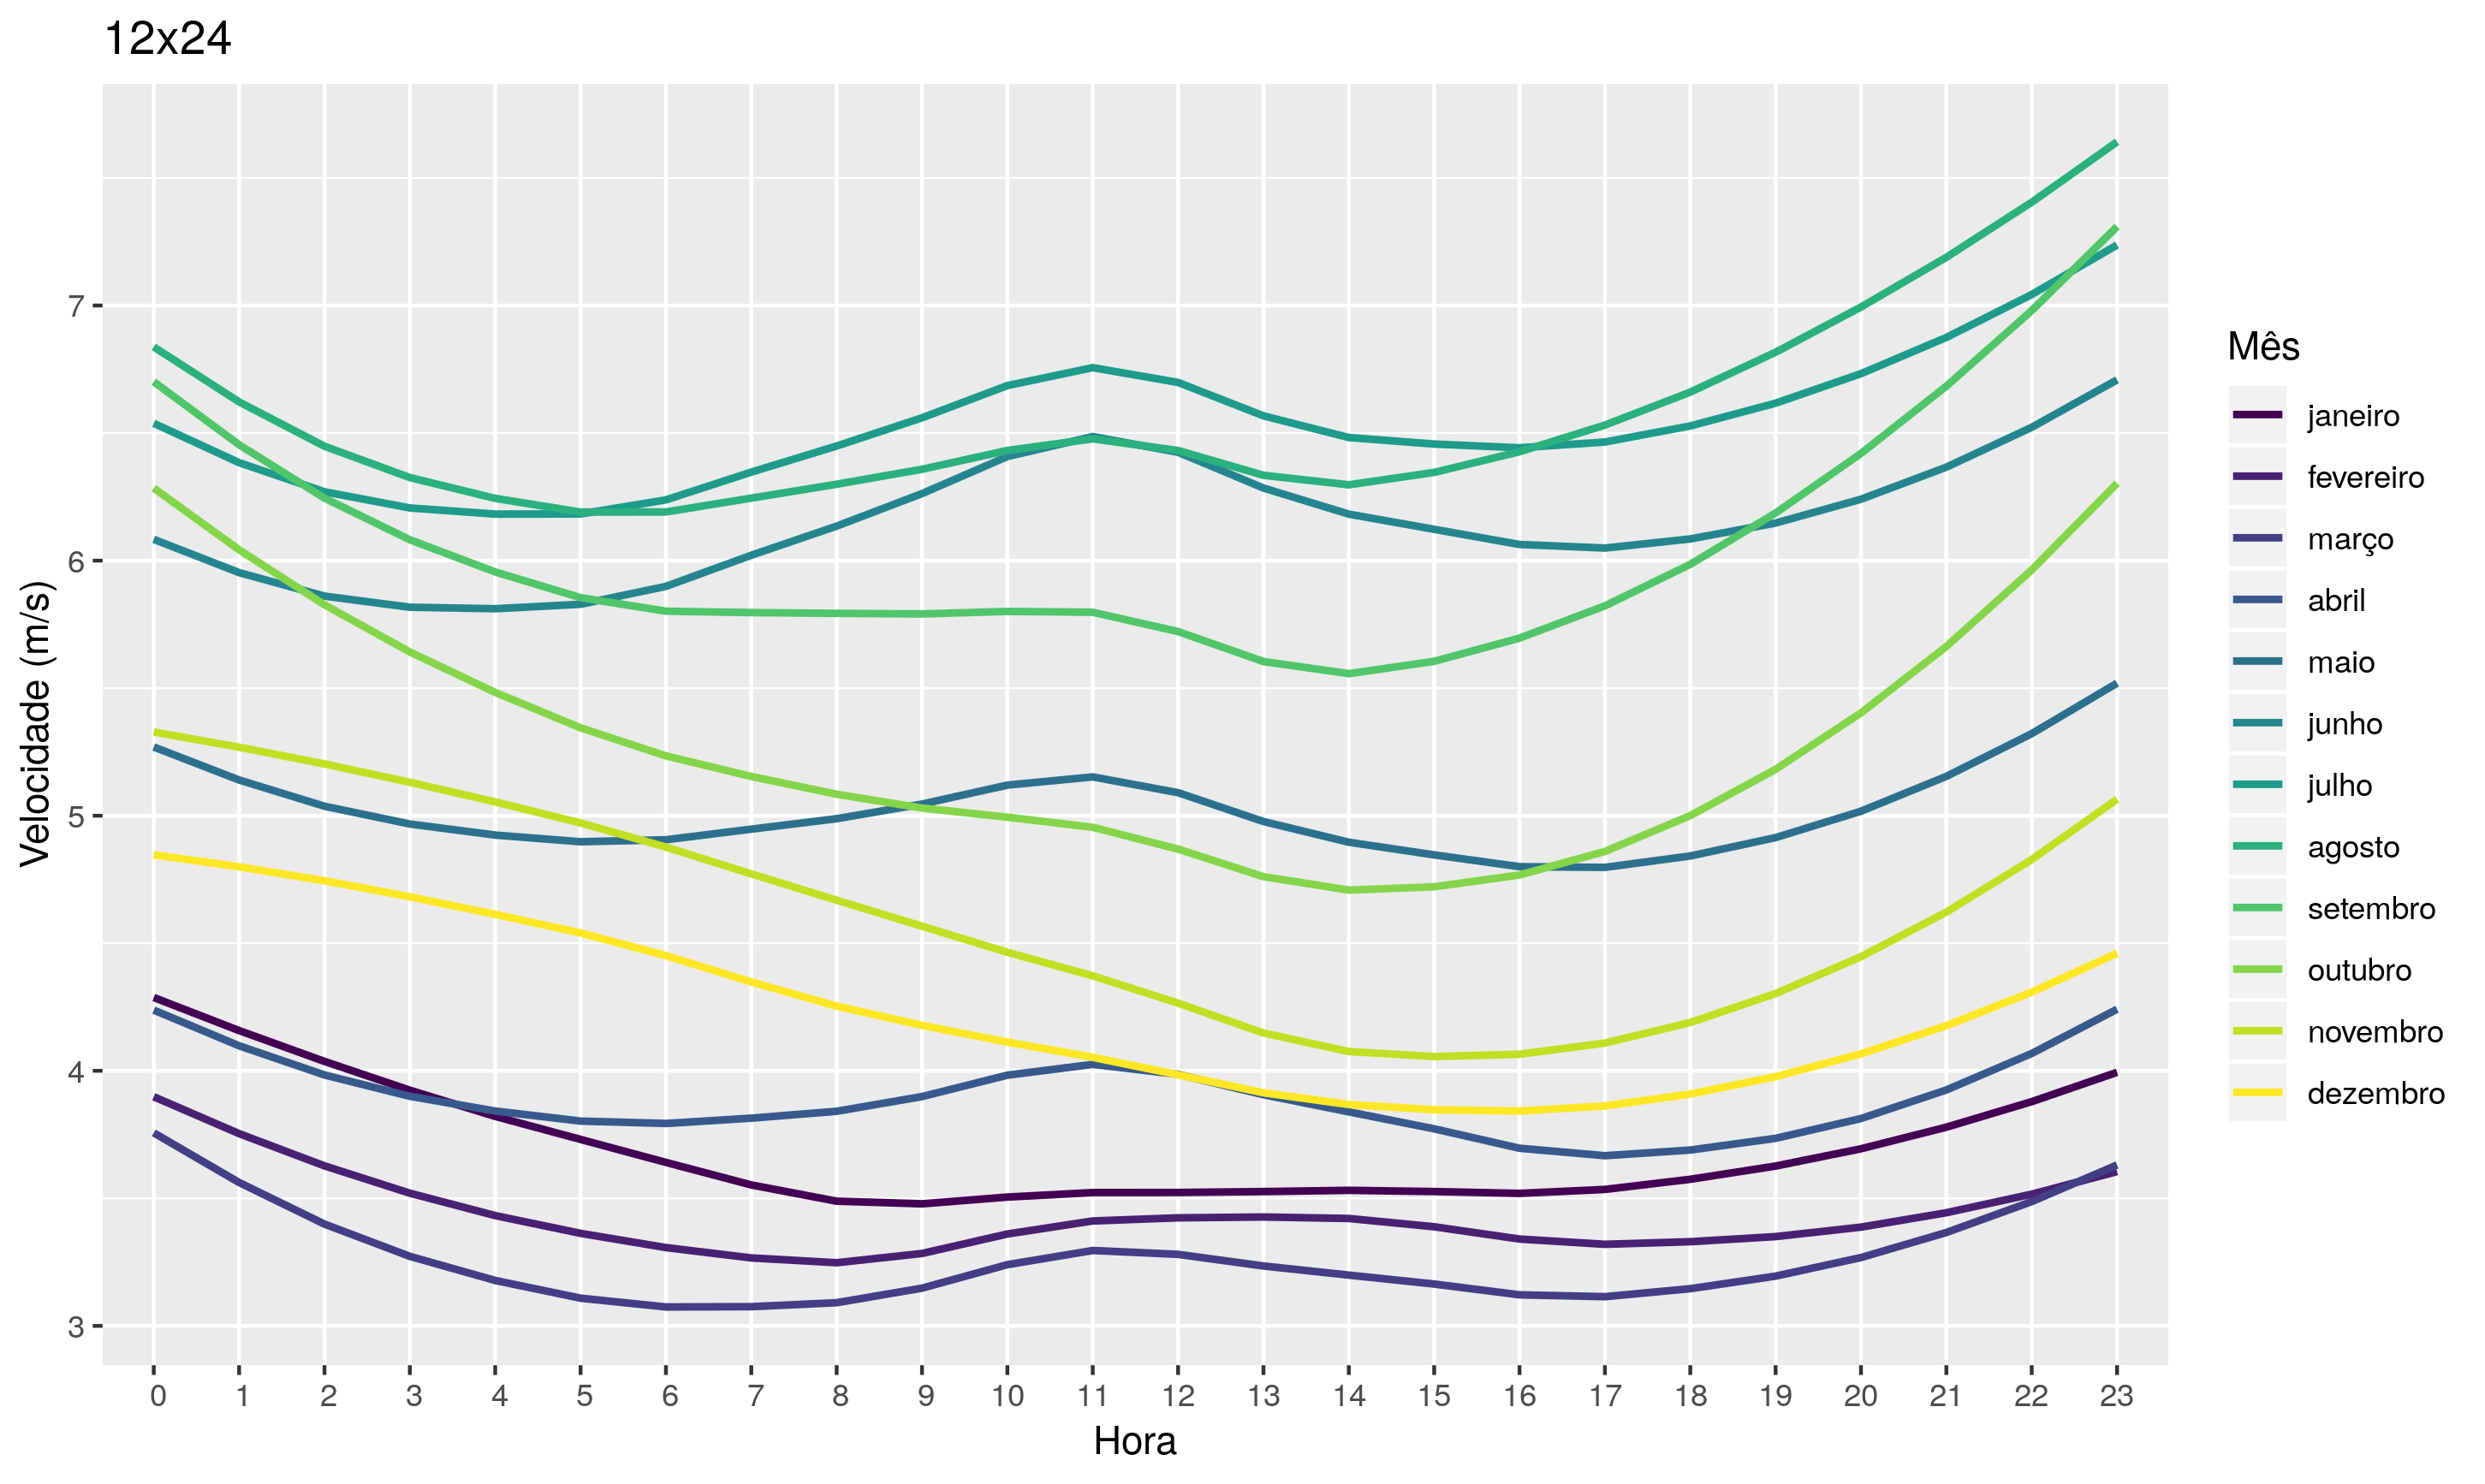 12x24
Velocidade (m/s)
7
6
5
4
3
0 1 2 3 4 5 6 7 8 9 10 11 12 13 14 15 16 17 18 19 20 21 22 23
Hora
Mês
janeiro
fevereiro
março
abril
maio
junho
julho
agosto
setembro
outubro
novembro
dezembro